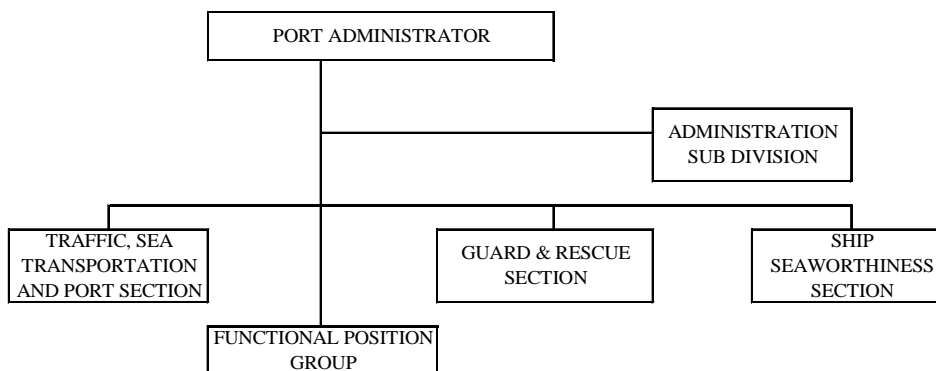 PORT ADMINISTRATOR
ADMINISTRATION
SUB DIVISION
TRAFFIC, SEA
TRANSPORTATION
AND PORT SECTION
GUARD & RESCUE
SECTION
SHIP
SEAWORTHINESS
SECTION
FUNCTIONAL POSITION
GROUP